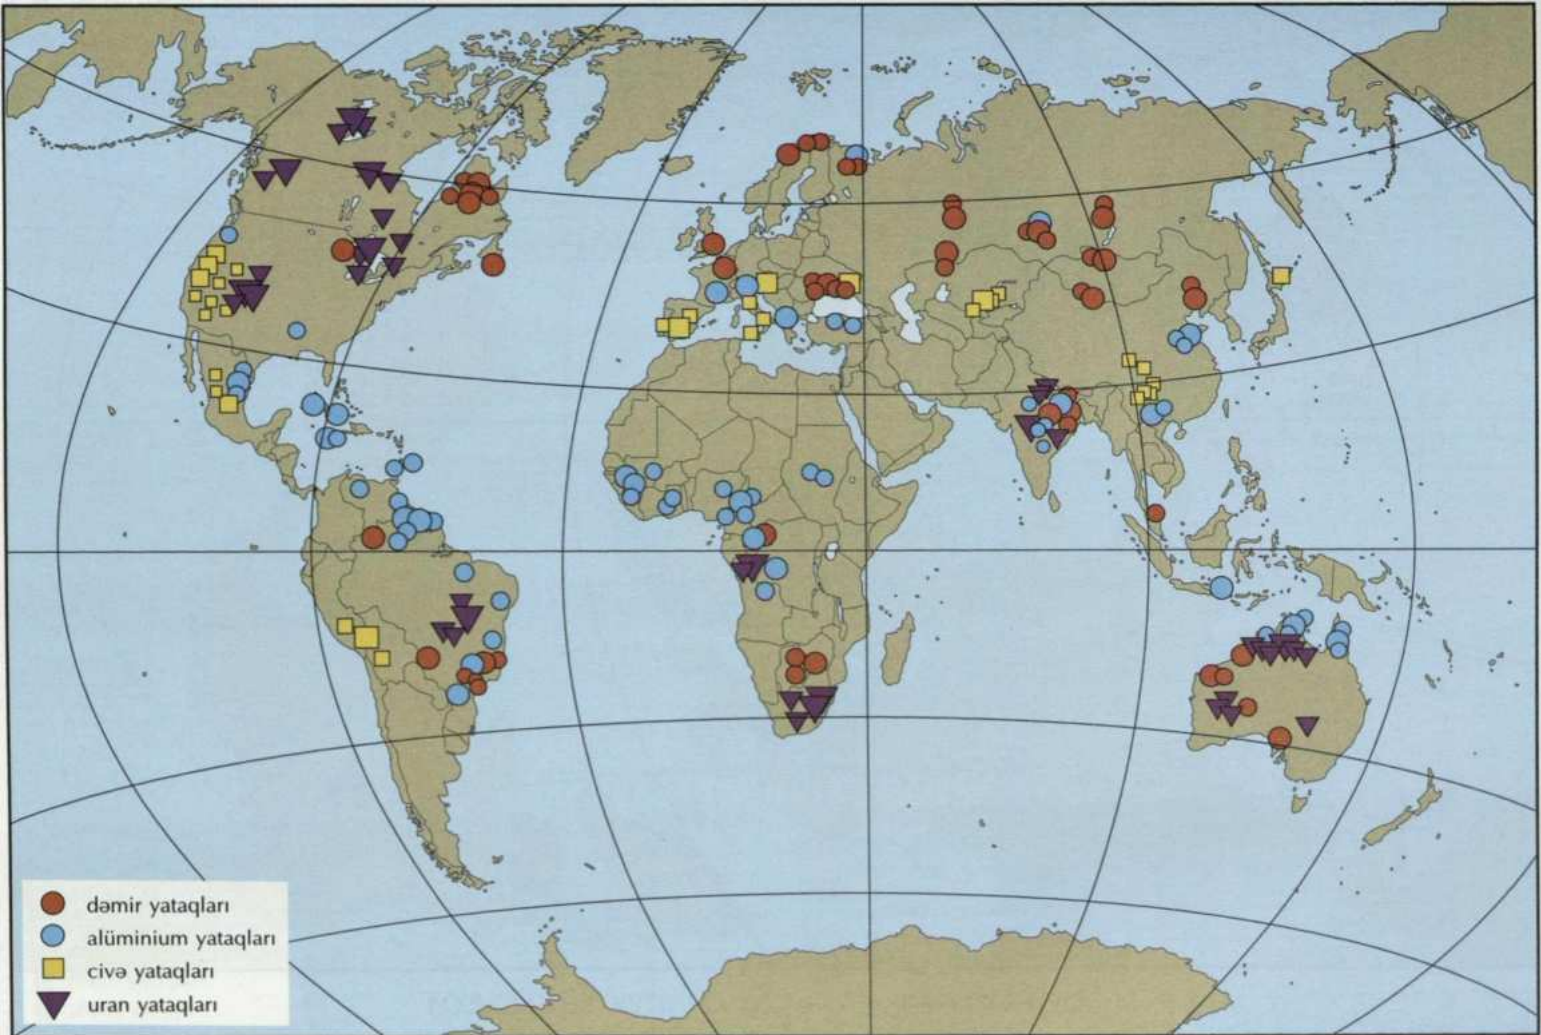 dəmir yataqları
alüminium yataqları
civə yataqları
uran yataqları